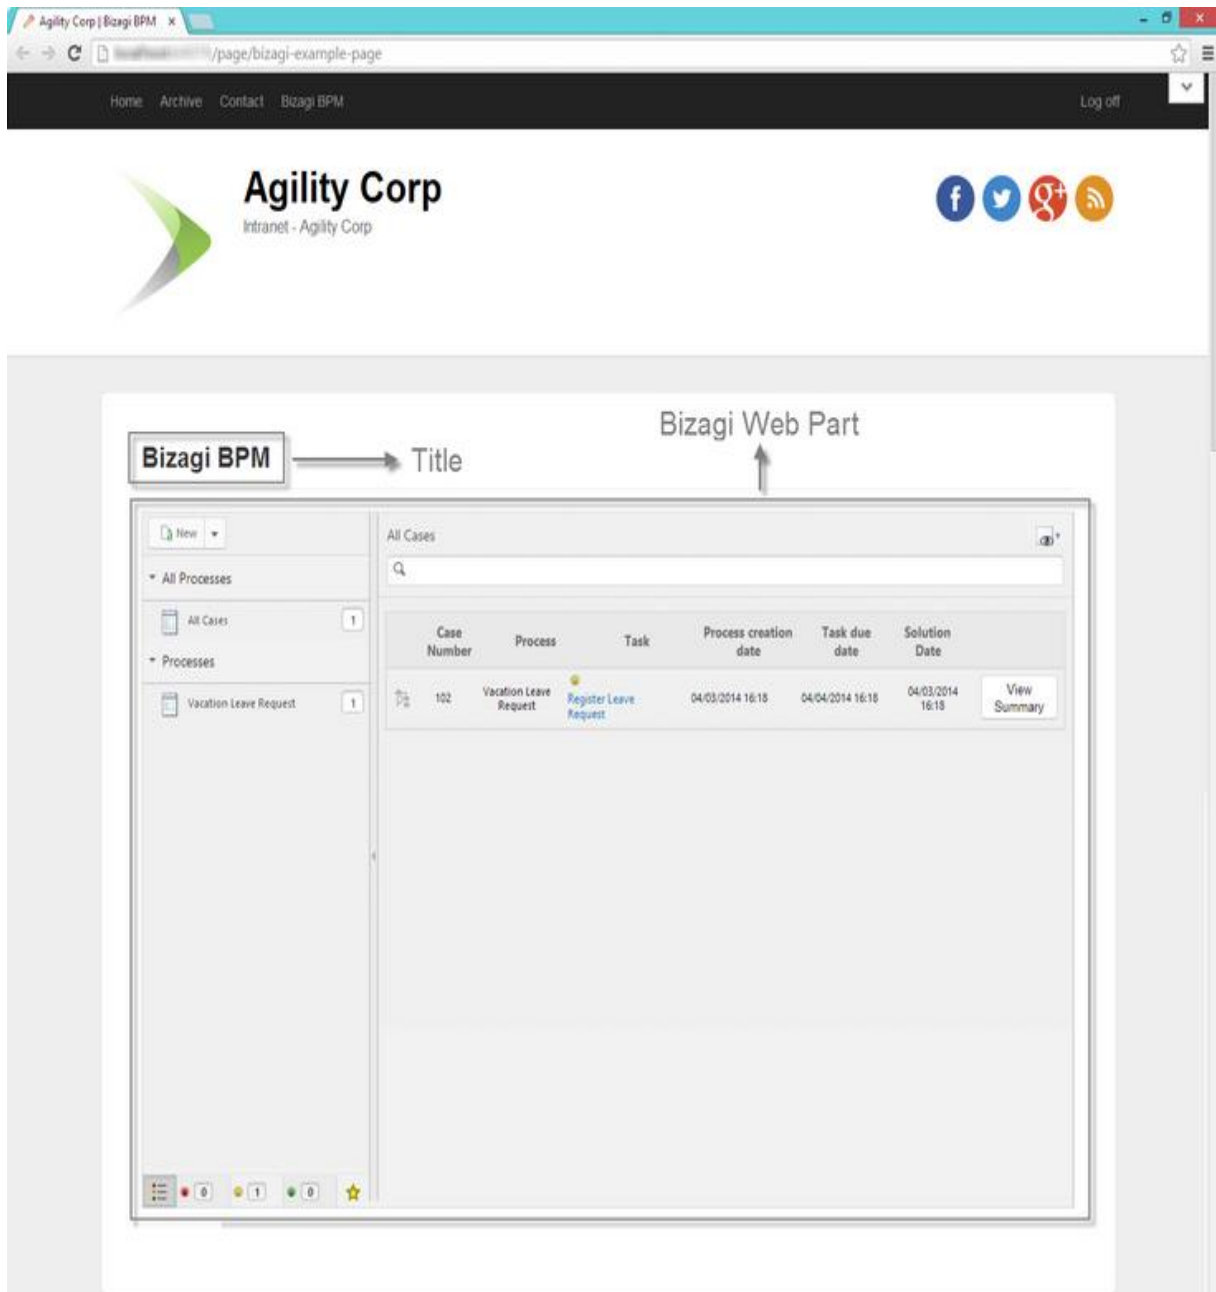 Agility Corp | Bizagi BPM
/page/bizagi-example-page
Home Archive Contact Bizagi BPM Log off
Agility Corp
Intranet - Agility Corp
Bizagi Web Part
Bizagi BPM Title
New All Cases
All Processes
All Cases 1
Case Number Process Task Process creation date Task due date Solution Date
Processes
Vacation Leave Request 1
102 Vacation Leave Request Register Leave Request 04/03/2014 16:18 04/04/2014 16:18 04/03/2014 16:18 View Summary
0 1 0